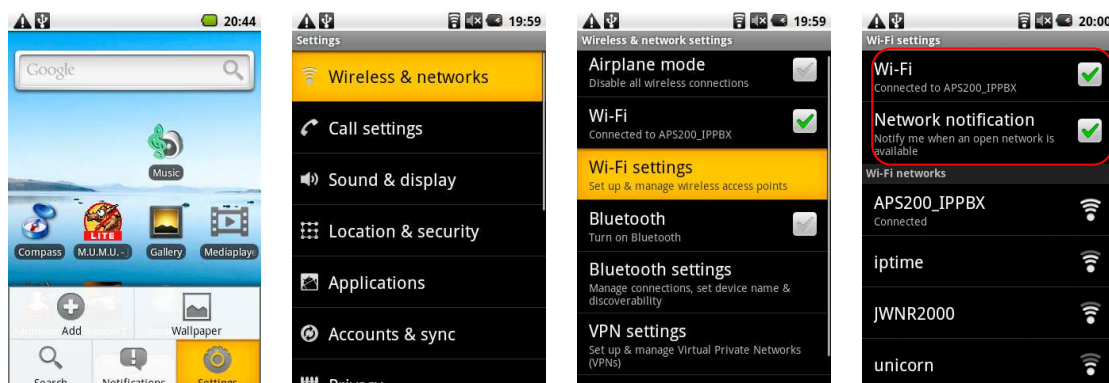 20:44
Google
Music
Compass
M.U.M.U. -
LITE
Gallery
Mediaplaye
Add
Wallpaper
Search
Notifications
Settings
19:59
Settings
Wireless & networks
Call settings
Sound & display
Location & security
Applications
Accounts & sync
Privacy
19:59
Wireless & network settings
Airplane mode
Disable all wireless connections
Wi-Fi
Connected to APS200_IPPBX
Wi-Fi settings
Set up & manage wireless access points
Bluetooth
Turn on Bluetooth
Bluetooth settings
Manage connections, set device name &
discoverability
VPN settings
Set up & manage Virtual Private Networks
(VPNs)
20:00
Wi-Fi settings
Wi-Fi
Connected to APS200_IPPBX
Network notification
Notify me when an open network is
available
Wi-Fi networks
APS200_IPPBX
Connected
iptime
JWNR2000
unicorn